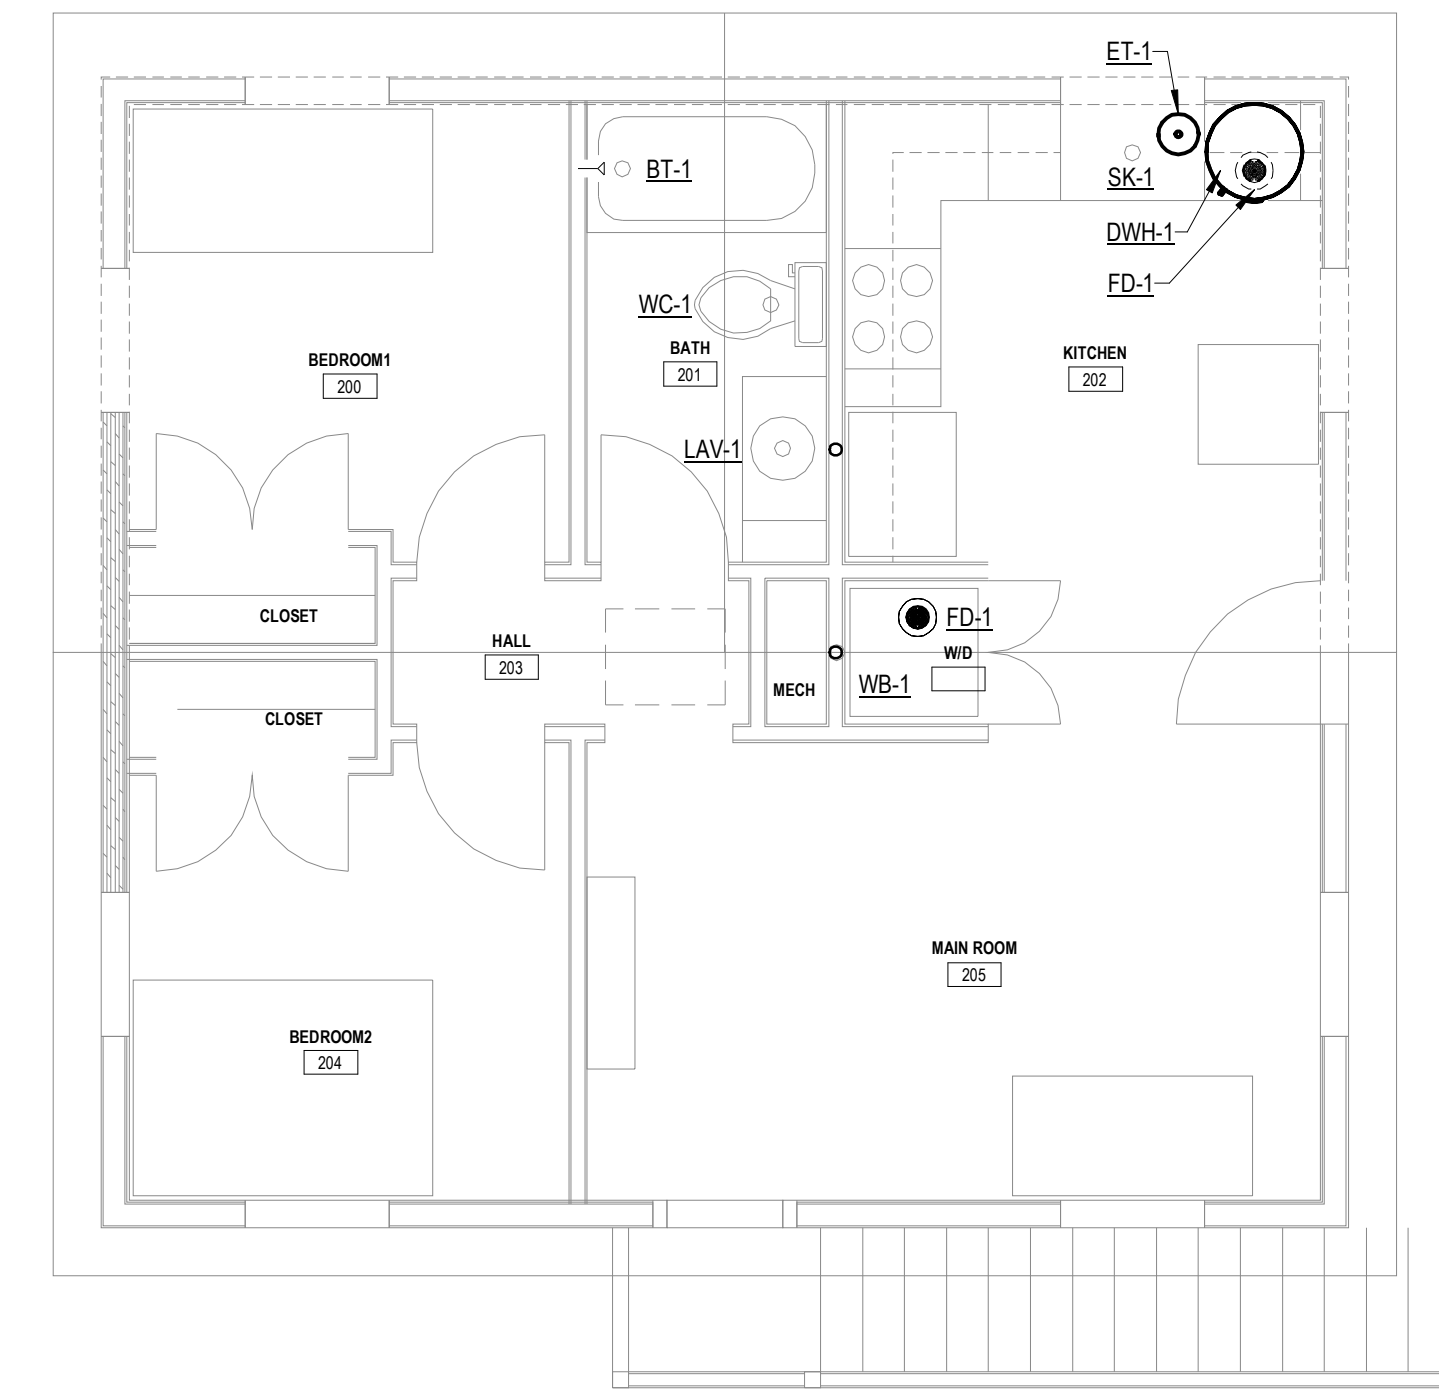 ET-1
BT-1
SK-1
DWH-1
FD-1
WC-1
BATH
201
BEDROOM1
200
KITCHEN
202
LAV-1
CLOSET
FD-1
HALL
203
W/D
WB-1
MECH
CLOSET
MAIN ROOM
205
BEDROOM2
204